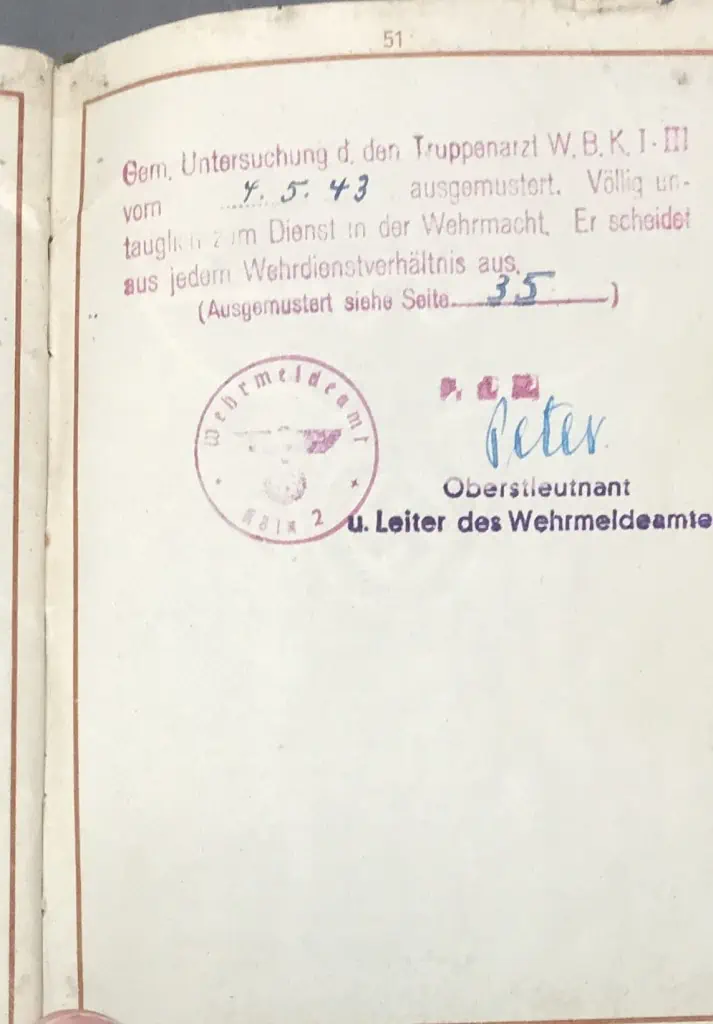 51
Gem. Untersuchung d. den Truppenarzt W. B. K. I - III
vom 4. 5. 43 ausgemustert. Völlig un-
tauglich zum Dienst in der Wehrmacht. Er scheidet
aus jedem Wehrdienstverhältnis aus.
(Ausgemustert siehe Seite 35)
Wehrmeldeamt
Köln 2
Peter
Oberstleutnant
u. Leiter des Wehrmeldeamte